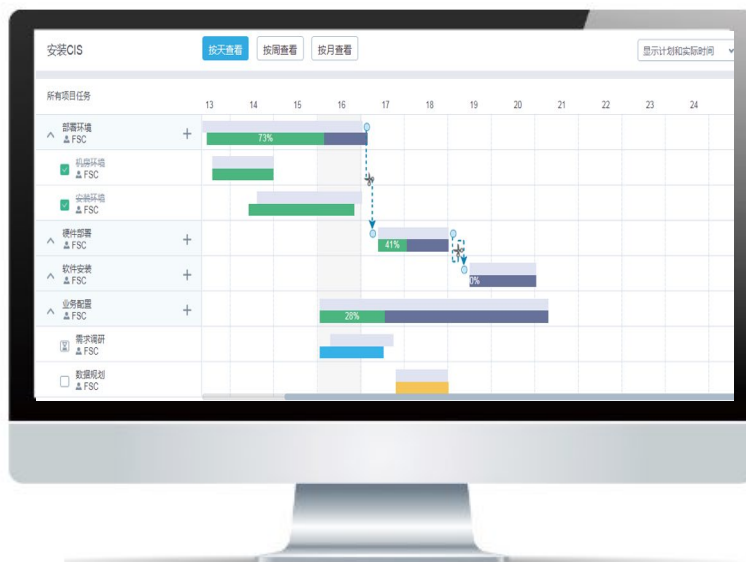 安装CIS
按天查看 按周查看 按月查看
显示计划和实际时间
所有项目任务
13 14 15 16 17 18 19 20 21 22 23 24
部署环境
FSC
73%
机房环境
FSC
安装环境
FSC
硬件部署
FSC
41%
软件安装
FSC
0%
业务配置
FSC
28%
需求调研
FSC
数据规划
FSC